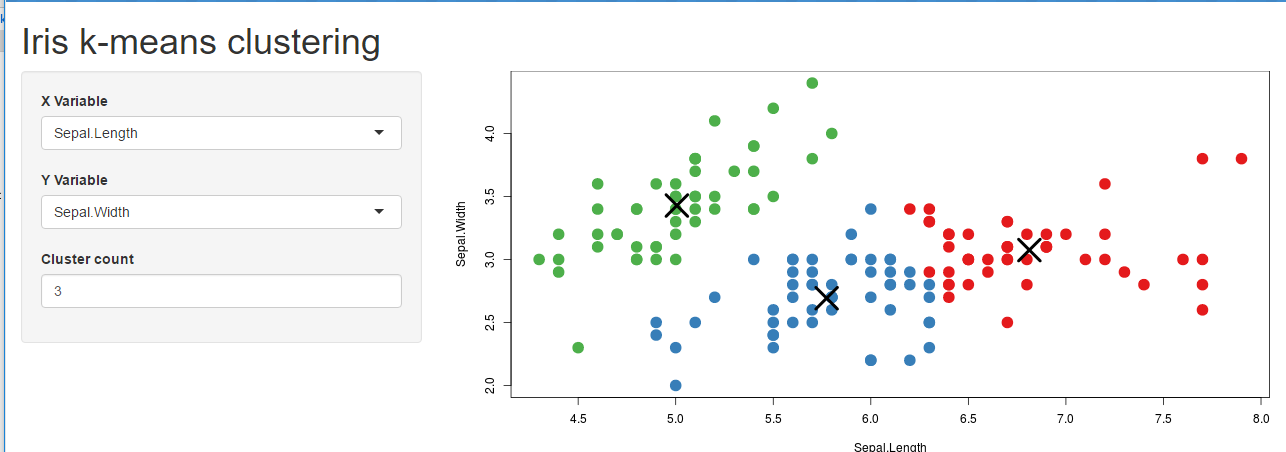 Iris k-means clustering
X Variable
Sepal.Length
Y Variable
Sepal.Width
Cluster count
3
Sepal.Width
4.0
3.5
3.0
2.5
2.0
4.5 5.0 5.5 6.0 6.5 7.0 7.5 8.0
Sepal.Length